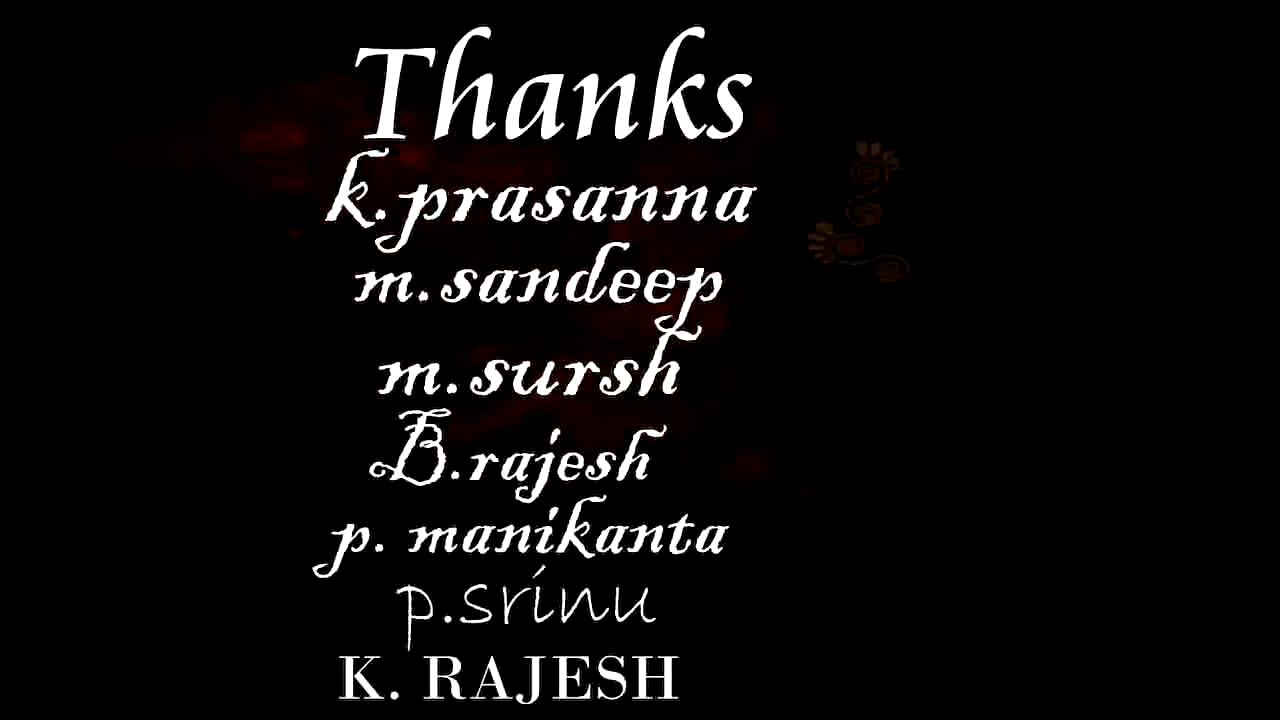 Thanks
k.prasanna
m.sandeep
m.sursh
B.rajesh
p. manikanta
p.srinu
K. RAJESH